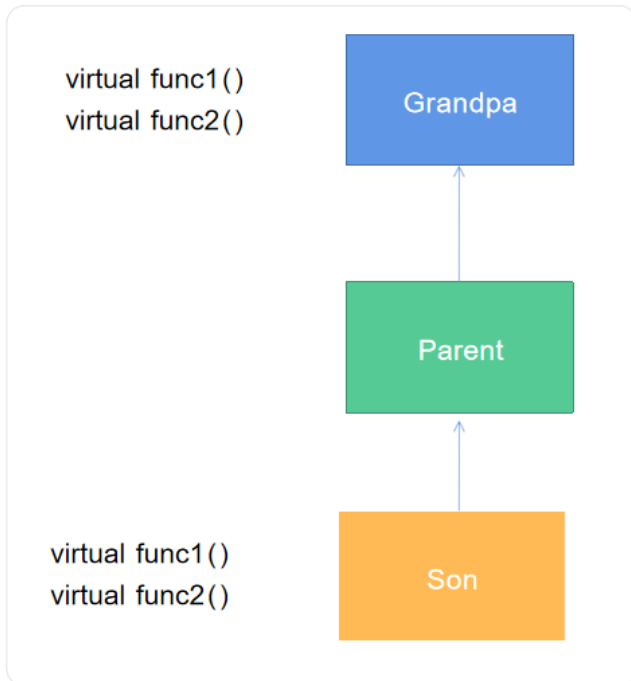 virtual func1()
virtual func2()
Grandpa
Parent
virtual func1()
virtual func2()
Son